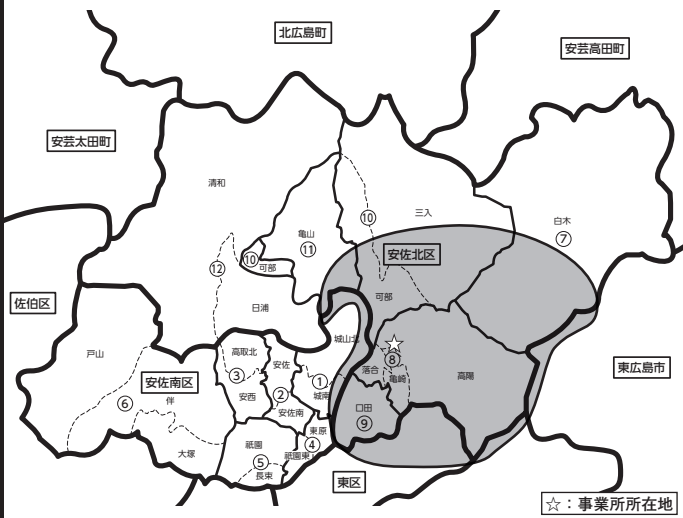 北広島町
安芸高田町
安芸太田町
清和
三入
白木
⑦
⑩
亀山
⑪
⑩
可部
⑫
安佐北区
佐伯区
日浦
可部
戸山
高取北
③
安佐
城山北
☆
⑧
落合
亀崎
高陽
東広島市
安佐南区
伴
⑥
安西
②
安佐南
①
城南
口田
⑨
大塚
祇園
⑤
長束
東原
④
祇園東
東区
☆：事業所所在地